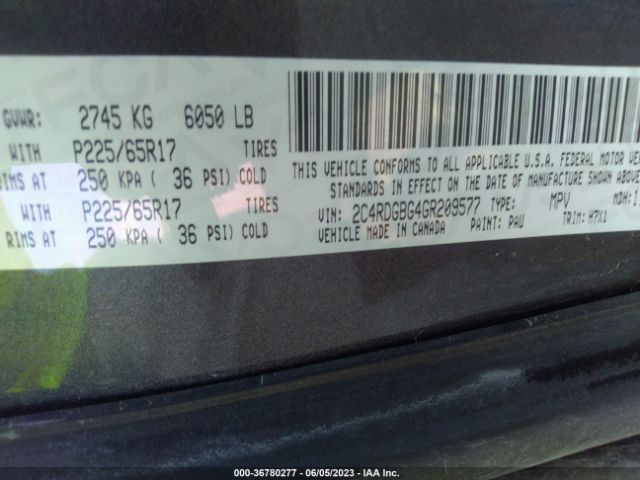 GVWR: 2745 KG 6050 LB
WITH P225/65R17 TIRES
RIMS AT 250 KPA ( 36 PSI) COLD
WITH P225/65R17 TIRES
RIMS AT 250 KPA ( 36 PSI) COLD
THIS VEHICLE CONFORMS TO ALL APPLICABLE U.S.A. FEDERAL MOTOR VE
STANDARDS IN EFFECT ON THE DATE OF MANUFACTURE SHOWN ABOVE
VIN: 2C4RDGBG4GR209577 TYPE: MPV MDH:
VEHICLE MADE IN CANADA PAINT: PAU TRIM: H7X1
000-36780277 - 06/05/2023 - IAA Inc.